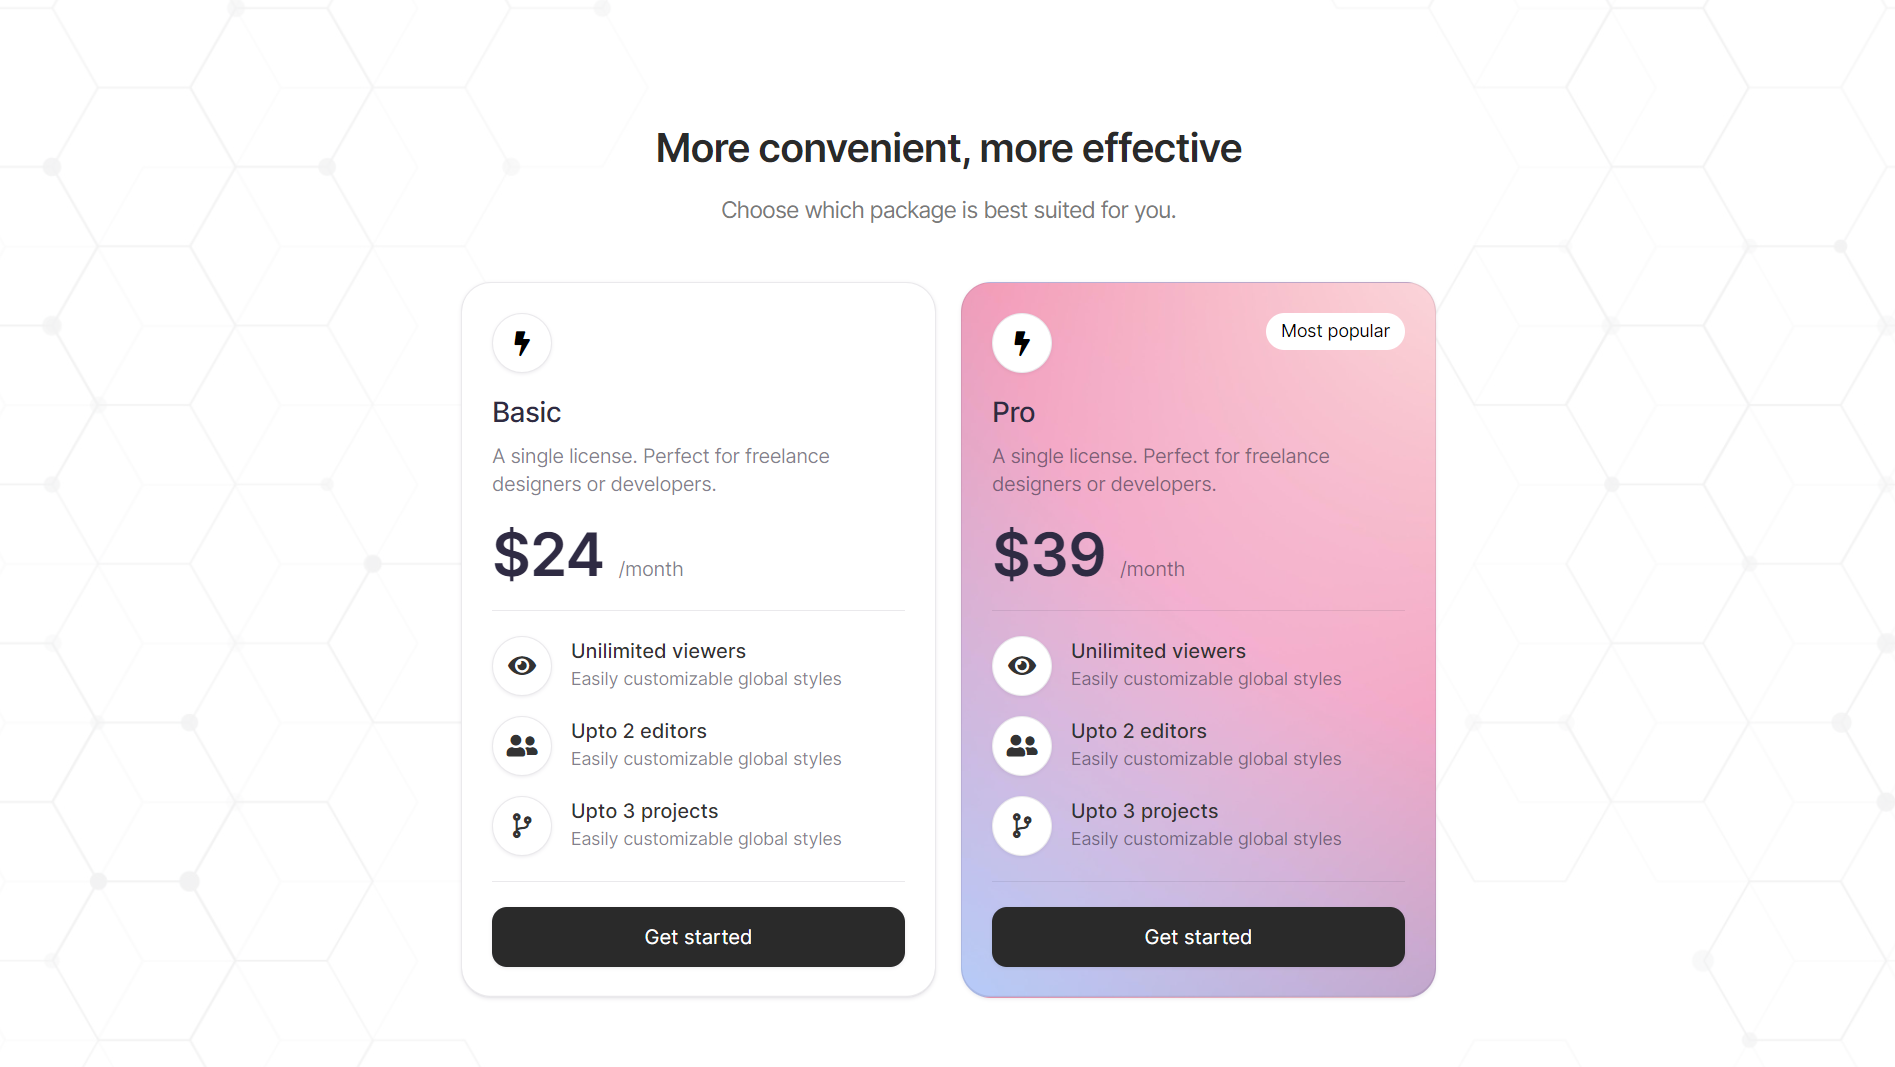 More convenient, more effective
Choose which package is best suited for you.
Basic
A single license. Perfect for freelance
designers or developers.
$24 /month
Unilimited viewers
Easily customizable global styles
Upto 2 editors
Easily customizable global styles
Upto 3 projects
Easily customizable global styles
Get started
Most popular
Pro
A single license. Perfect for freelance
designers or developers.
$39 /month
Unilimited viewers
Easily customizable global styles
Upto 2 editors
Easily customizable global styles
Upto 3 projects
Easily customizable global styles
Get started